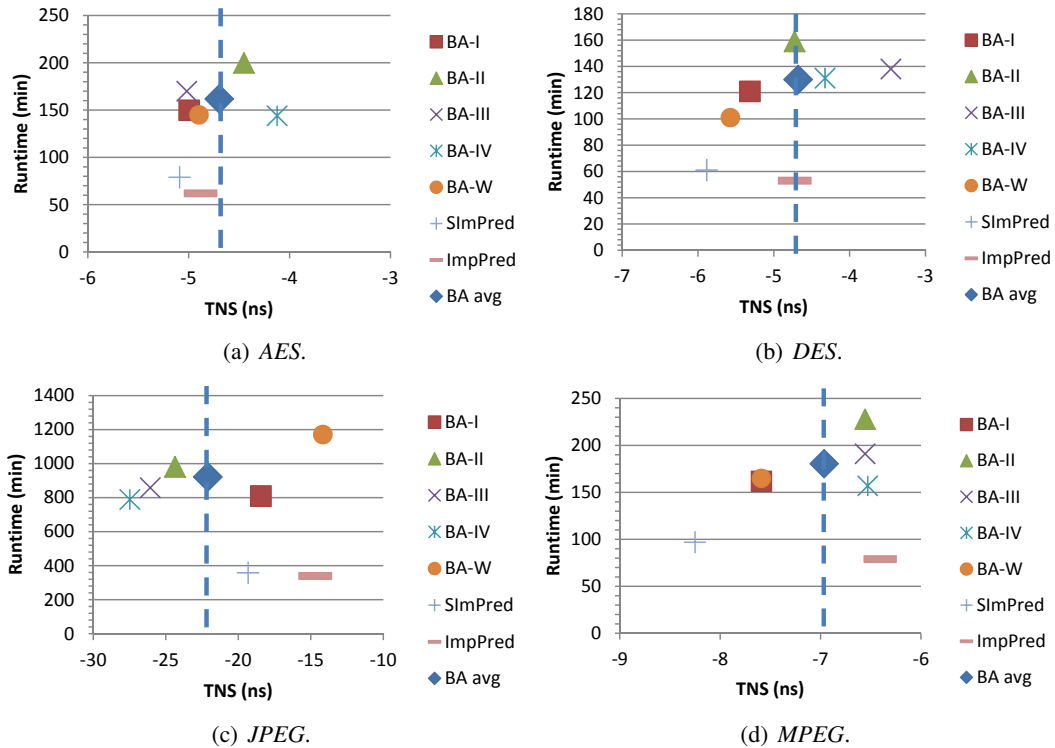 250
200
150
100
50
0
Runtime (min)
-6
-5
-4
-3
TNS (ns)
BA-I
BA-II
BA-III
BA-IV
BA-W
SImPred
ImpPred
BA avg
(a) AES.
180
160
140
120
100
80
60
40
20
0
Runtime (min)
-7
-6
-5
-4
-3
TNS (ns)
BA-I
BA-II
BA-III
BA-IV
BA-W
SImPred
ImpPred
BA avg
(b) DES.
1400
1200
1000
800
600
400
200
0
Runtime (min)
-30
-25
-20
-15
-10
TNS (ns)
BA-I
BA-II
BA-III
BA-IV
BA-W
SImPred
ImpPred
BA avg
(c) JPEG.
250
200
150
100
50
0
Runtime (min)
-9
-8
-7
-6
TNS (ns)
BA-I
BA-II
BA-III
BA-IV
BA-W
SImPred
ImpPred
BA avg
(d) MPEG.